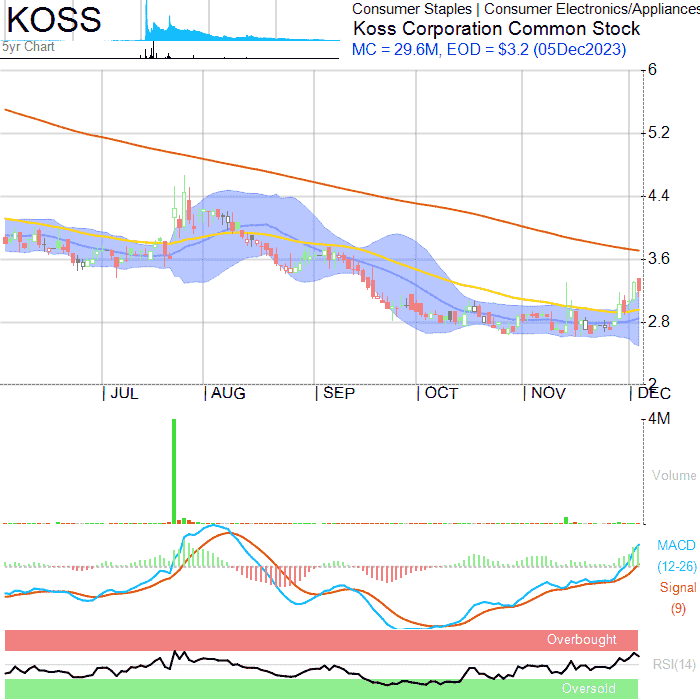 KOSS
5yr Chart
Consumer Staples | Consumer Electronics/Appliances
Koss Corporation Common Stock
MC = 29.6M, EOD = $3.2 (05Dec2023)
6
5.2
4.4
3.6
2.8
2
JUL AUG SEP OCT NOV DEC
4M
Volume
MACD
(12-26)
Signal
(9)
Overbought
RSI(14)
Oversold